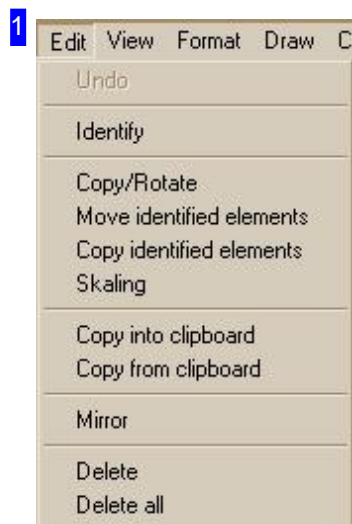 1
Edit View Format Draw C
Undo
Identify
Copy/Rotate
Move identified elements
Copy identified elements
Skaling
Copy into clipboard
Copy from clipboard
Mirror
Delete
Delete all